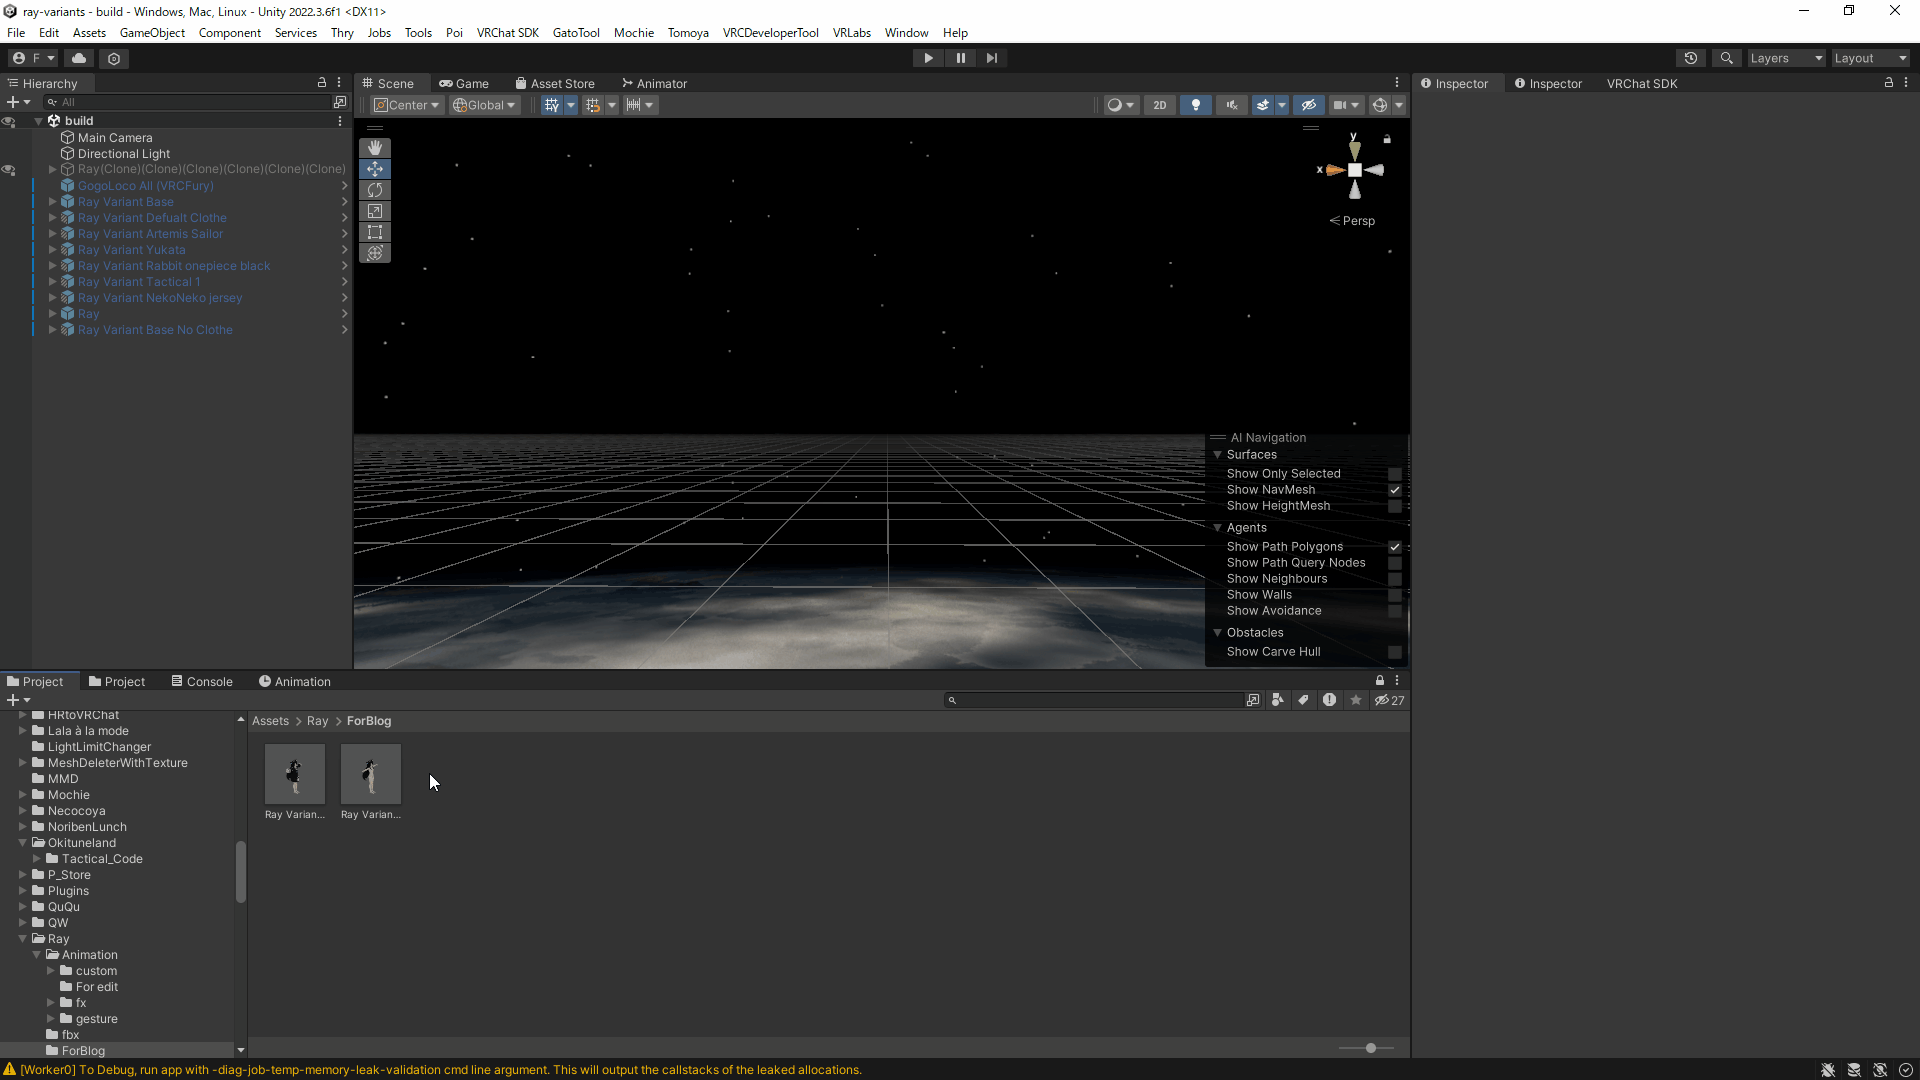 ray-variants - build - Windows, Mac, Linux - Unity 2022.3.6f1 <DX11>
File Edit Assets GameObject Component Services Thry Jobs Tools Poi VRChat SDK GatoTool Mochie Tomoya VRCDeveloperTool VRLabs Window Help
F
Layers
Layout
Hierarchy
All
build
Main Camera
Directional Light
Ray(Clone)(Clone)(Clone)(Clone)(Clone)(Clone)
GogoLoco All (VRCFury)
Ray Variant Base
Ray Variant Defualt Clothe
Ray Variant Artemis Sailor
Ray Variant Yukata
Ray Variant Rabbit onepiece black
Ray Variant Tactical 1
Ray Variant NekoNeko jersey
Ray
Ray Variant Base No Clothe
Scene Game Asset Store Animator
Center Global 2D
y
x
Persp
AI Navigation
Surfaces
Show Only Selected
Show NavMesh
Show HeightMesh
Agents
Show Path Polygons
Show Path Query Nodes
Show Neighbours
Show Walls
Show Avoidance
Obstacles
Show Carve Hull
Inspector Inspector VRChat SDK
Project Project Console Animation
27
HRtoVRChat
Lala à la mode
LightLimitChanger
MeshDeleterWithTexture
MMD
Mochie
Necocoya
NoribenLunch
Okituneland
Tactical_Code
P_Store
Plugins
QuQu
QW
Ray
Animation
custom
For edit
fx
gesture
fbx
ForBlog
Assets > Ray > ForBlog
Ray Varian... Ray Varian...
[Worker0] To Debug, run app with -diag-job-temp-memory-leak-validation cmd line argument. This will output the callstacks of the leaked allocations.